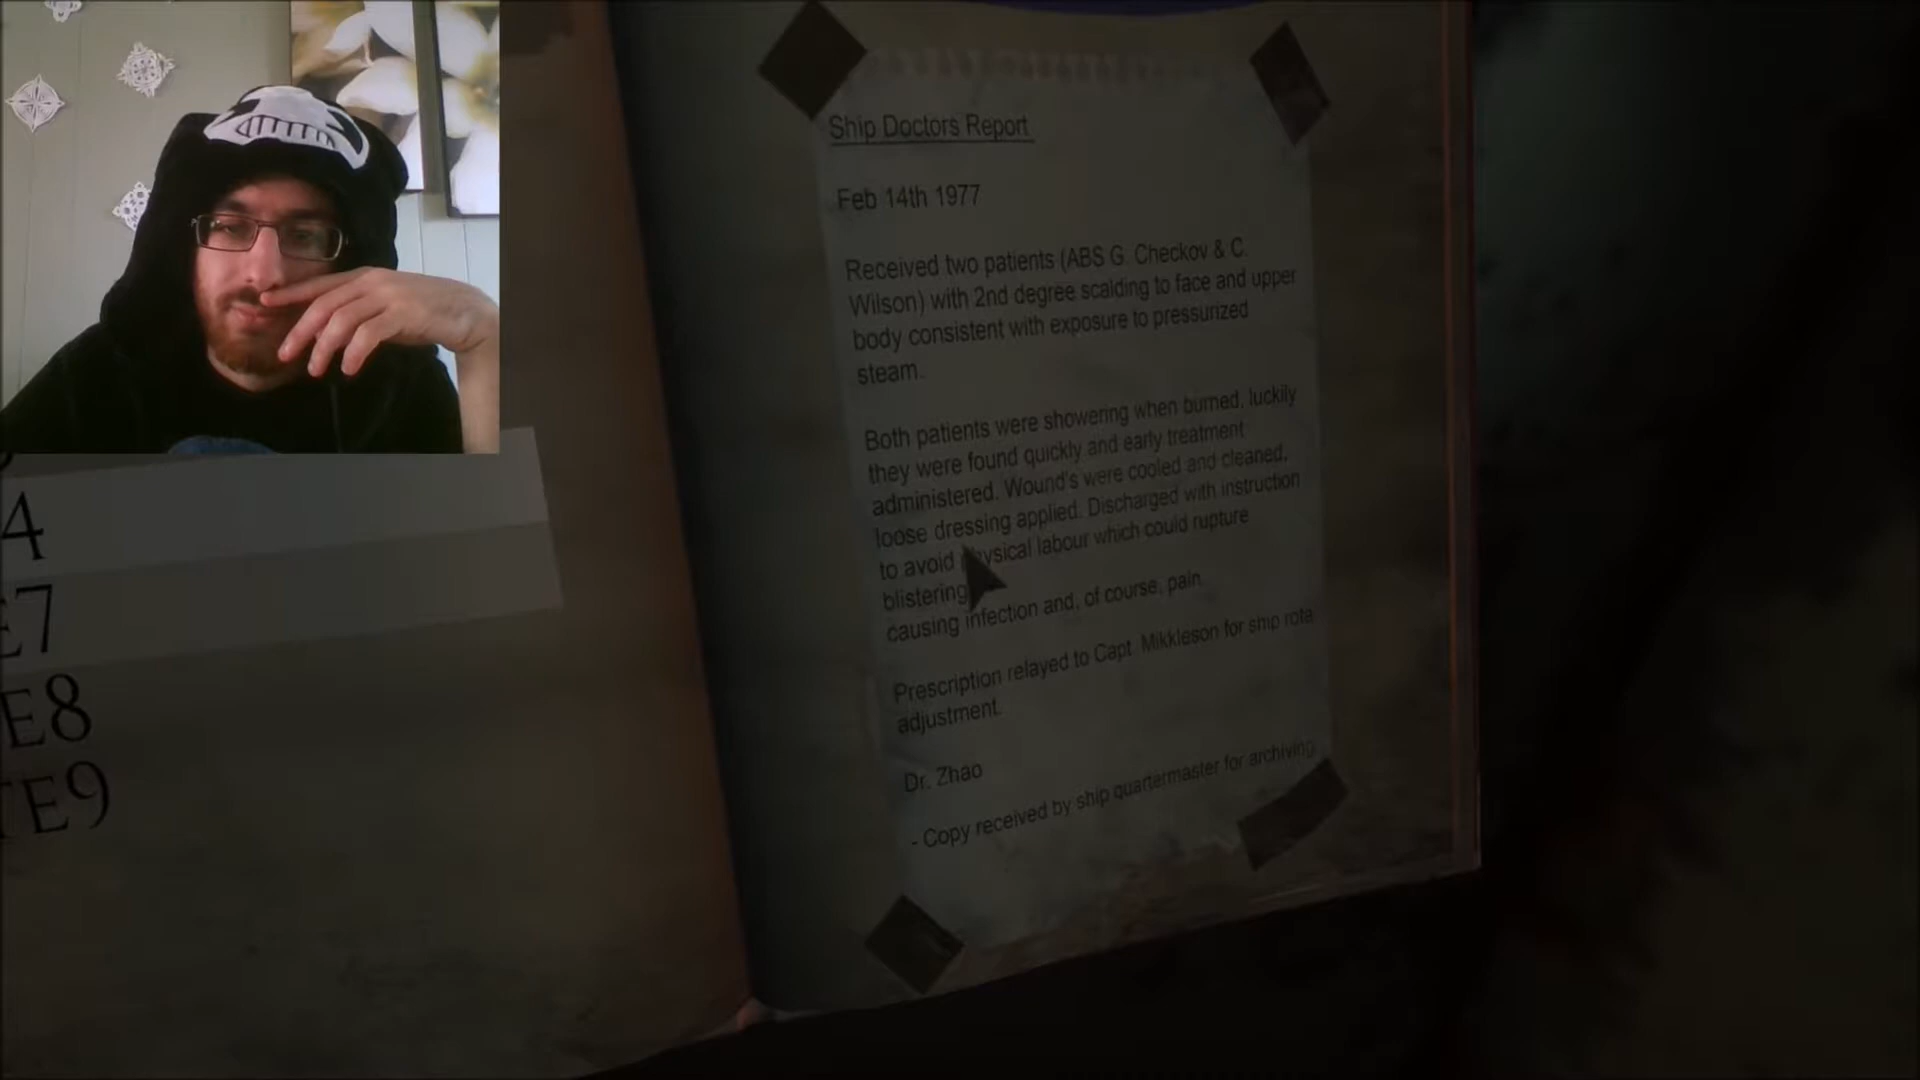 4
E7
E8
TE9
Ship Doctors Report
Feb 14th 1977
Received two patients (ABS G. Checkov & C.
Wilson) with 2nd degree scalding to face and upper
body consistent with exposure to pressurized
steam.
Both patients were showering when burned, luckily
they were found quickly and early treatment
administered. Wound's were cooled and cleaned,
loose dressing applied. Discharged with instruction
to avoid physical labour which could rupture
blistering
causing infection and, of course, pain.
Prescription relayed to Capt. Mikkleson for ship rota
adjustment.
Dr. Zhao
- Copy received by ship quartermaster for archiving